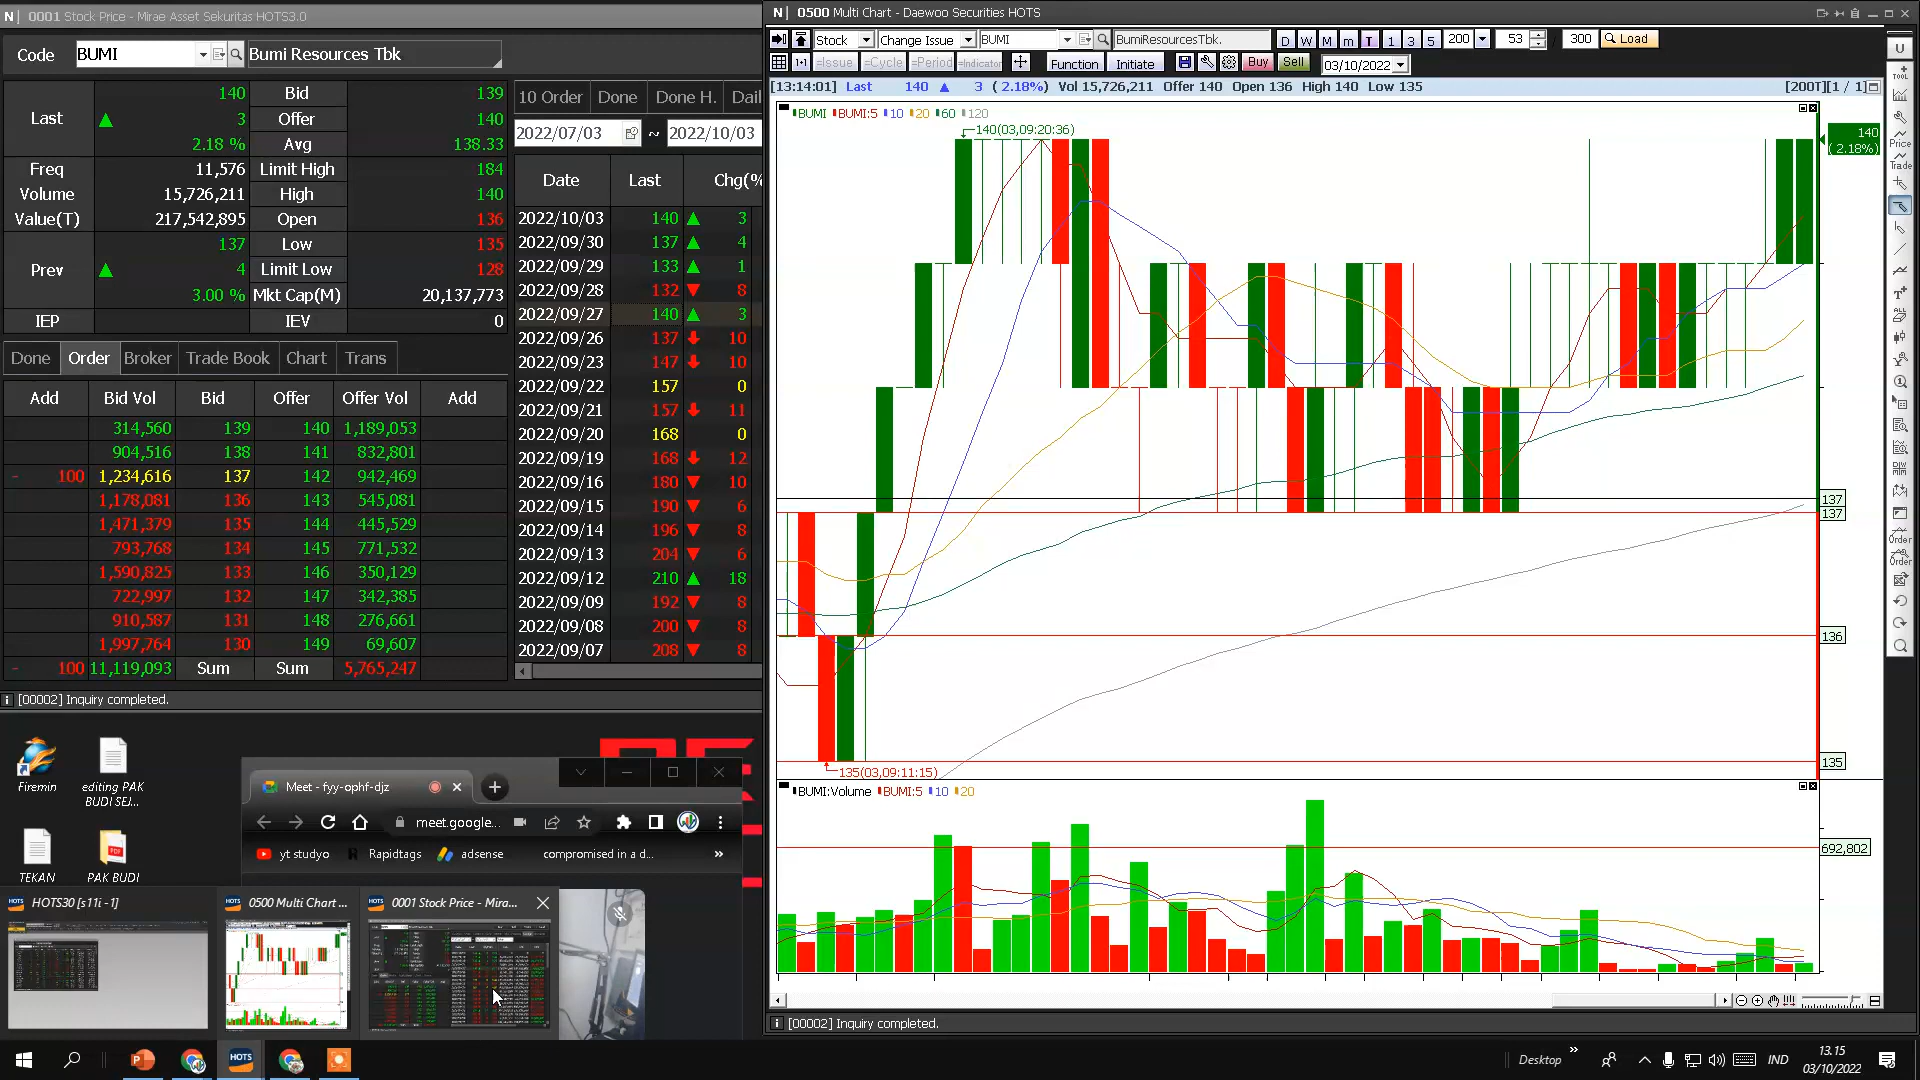 0001 Stock Price - Mirae Asset Sekuritas HOTS3.0
Code BUMI Bumi Resources Tbk
Last 140 Bid 139
3 Offer 140
2.18 % Avg 138.33
Freq 11,576 Limit High 184
Volume 15,726,211 High 140
Value(T) 217,542,895 Open 136
Prev 137 Low 135
4 Limit Low 128
3.00 % Mkt Cap(M) 20,137,773
IEP IEV 0
Done Order Broker Trade Book Chart Trans
Add Bid Vol Bid Offer Offer Vol Add
314,560 139 140 1,189,053
904,516 138 141 832,801
- 100 1,234,616 137 142 942,469
1,178,081 136 143 545,081
1,471,379 135 144 445,529
793,768 134 145 771,532
1,590,825 133 146 350,129
722,997 132 147 342,385
910,587 131 148 276,661
1,997,764 130 149 69,607
- 100 11,119,093 Sum Sum 5,765,247
[00002] Inquiry completed.
10 Order Done Done H. Dail
2022/07/03 ~ 2022/10/03
Date Last Chg(%
2022/10/03 140 3
2022/09/30 137 4
2022/09/29 133 1
2022/09/28 132 8
2022/09/27 140 3
2022/09/26 137 10
2022/09/23 147 10
2022/09/22 157 0
2022/09/21 157 11
2022/09/20 168 0
2022/09/19 168 12
2022/09/16 180 10
2022/09/15 190 6
2022/09/14 196 8
2022/09/13 204 6
2022/09/12 210 18
2022/09/09 192 8
2022/09/08 200 8
2022/09/07 208 8
0500 Multi Chart - Daewoo Securities HOTS
Stock Change Issue BUMI BumiResourcesTbk. D W M m T 1 3 5 200 53 300 Load
=Issue =Cycle =Period =Indicator Function Initiate Buy Sell 03/10/2022
[13:14:01] Last 140 3 ( 2.18%) Vol 15,726,211 Offer 140 Open 136 High 140 Low 135 [200T][1 / 1]
BUMI BUMI:5 10 20 60 120
140(03,09:20:36)
140
( 2.18%)
137
137
136
135
135(03,09:11:15)
BUMI:Volume BUMI:5 10 20
692,802
[00002] Inquiry completed.
U
TOOL
Price
Trade
ALL
Order
Order
Firemin
editing PAK
BUDI SEJ...
TEKAN
PAK BUDI
PDF
Meet - fyy-ophf-djz
meet.google...
yt studyo Rapidtags adsense compromised in a d... »
HOTS30 [s11i -1]
0500 Multi Chart ...
0001 Stock Price - Mira...
HOTS
Desktop »
IND
13.15
03/10/2022